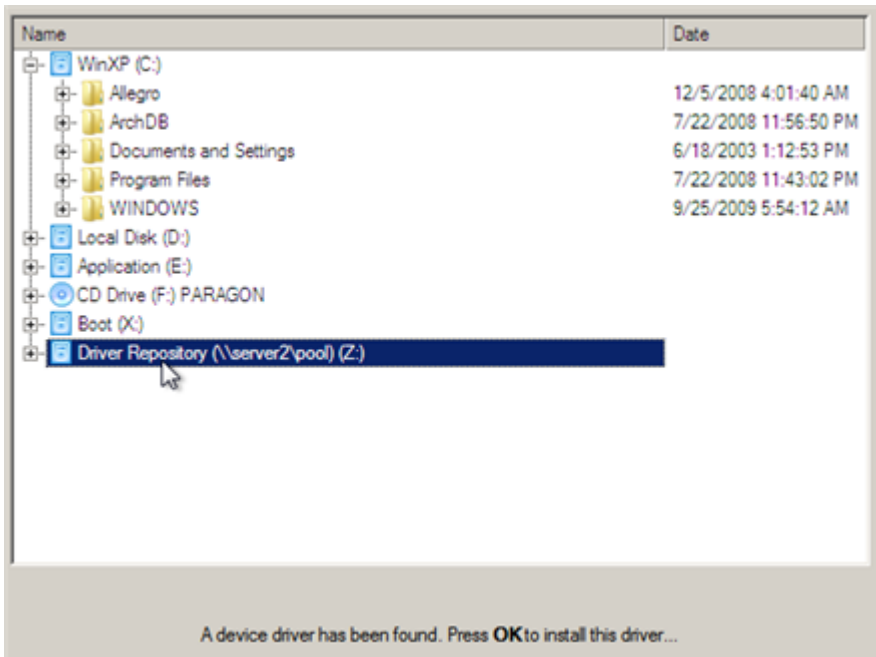 Name Date
WinXP (C:)
Allegro 12/5/2008 4:01:40 AM
ArchDB 7/22/2008 11:56:50 PM
Documents and Settings 6/18/2003 1:12:53 PM
Program Files 7/22/2008 11:43:02 PM
WINDOWS 9/25/2009 5:54:12 AM
Local Disk (D:)
Application (E:)
CD Drive (F:) PARAGON
Boot (X:)
Driver Repository (\\server2\pool) (Z:)
A device driver has been found. Press OK to install this driver...